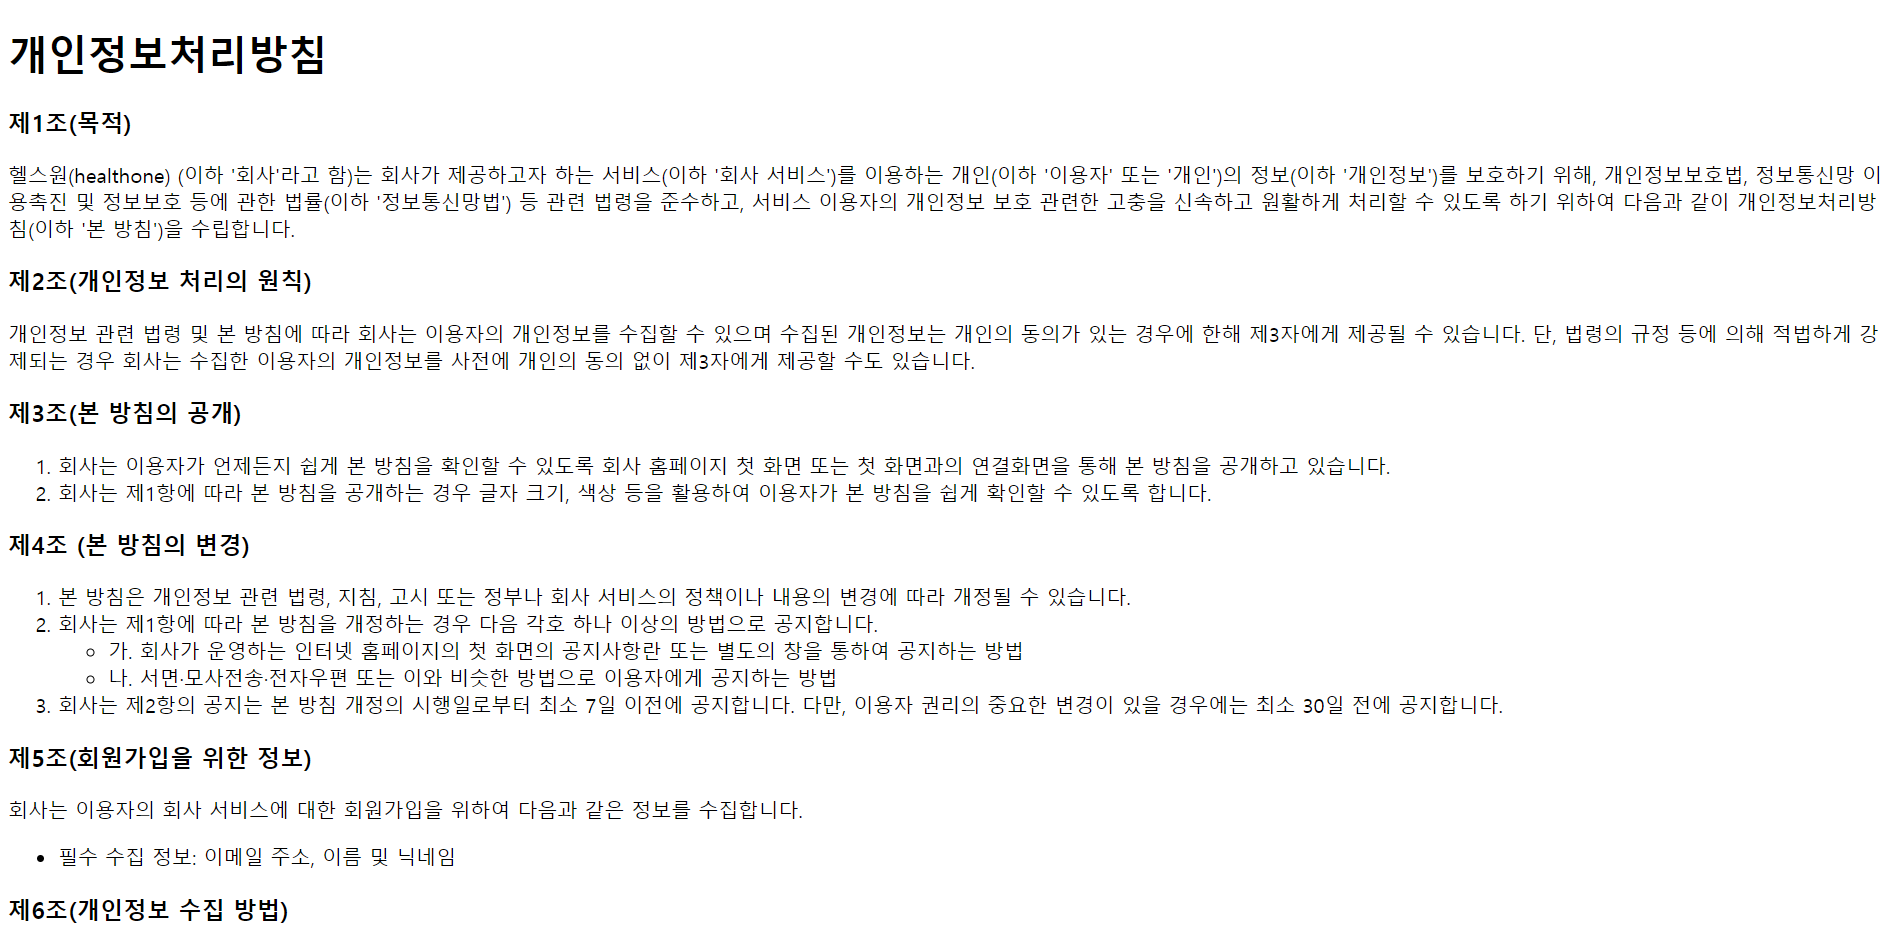 개인정보처리방침
제1조(목적)
헬스원(healthone) (이하 '회사'라고 함)는 회사가 제공하고자 하는 서비스(이하 '회사 서비스')를 이용하는 개인(이하 '이용자' 또는 '개인')의 정보(이하 '개인정보')를 보호하기 위해, 개인정보보호법, 정보통신망 이
용촉진 및 정보보호 등에 관한 법률(이하 '정보통신망법') 등 관련 법령을 준수하고, 서비스 이용자의 개인정보 보호 관련한 고충을 신속하고 원활하게 처리할 수 있도록 하기 위하여 다음과 같이 개인정보처리방
침(이하 '본 방침')을 수립합니다.
제2조(개인정보 처리의 원칙)
개인정보 관련 법령 및 본 방침에 따라 회사는 이용자의 개인정보를 수집할 수 있으며 수집된 개인정보는 개인의 동의가 있는 경우에 한해 제3자에게 제공될 수 있습니다. 단, 법령의 규정 등에 의해 적법하게 강
제되는 경우 회사는 수집한 이용자의 개인정보를 사전에 개인의 동의 없이 제3자에게 제공할 수도 있습니다.
제3조(본 방침의 공개)
1. 회사는 이용자가 언제든지 쉽게 본 방침을 확인할 수 있도록 회사 홈페이지 첫 화면 또는 첫 화면과의 연결화면을 통해 본 방침을 공개하고 있습니다.
2. 회사는 제1항에 따라 본 방침을 공개하는 경우 글자 크기, 색상 등을 활용하여 이용자가 본 방침을 쉽게 확인할 수 있도록 합니다.
제4조 (본 방침의 변경)
1. 본 방침은 개인정보 관련 법령, 지침, 고시 또는 정부나 회사 서비스의 정책이나 내용의 변경에 따라 개정될 수 있습니다.
2. 회사는 제1항에 따라 본 방침을 개정하는 경우 다음 각호 하나 이상의 방법으로 공지합니다.
◦ 가. 회사가 운영하는 인터넷 홈페이지의 첫 화면의 공지사항란 또는 별도의 창을 통하여 공지하는 방법
◦ 나. 서면·모사전송·전자우편 또는 이와 비슷한 방법으로 이용자에게 공지하는 방법
3. 회사는 제2항의 공지는 본 방침 개정의 시행일로부터 최소 7일 이전에 공지합니다. 다만, 이용자 권리의 중요한 변경이 있을 경우에는 최소 30일 전에 공지합니다.
제5조(회원가입을 위한 정보)
회사는 이용자의 회사 서비스에 대한 회원가입을 위하여 다음과 같은 정보를 수집합니다.
• 필수 수집 정보: 이메일 주소, 이름 및 닉네임
제6조(개인정보 수집 방법)